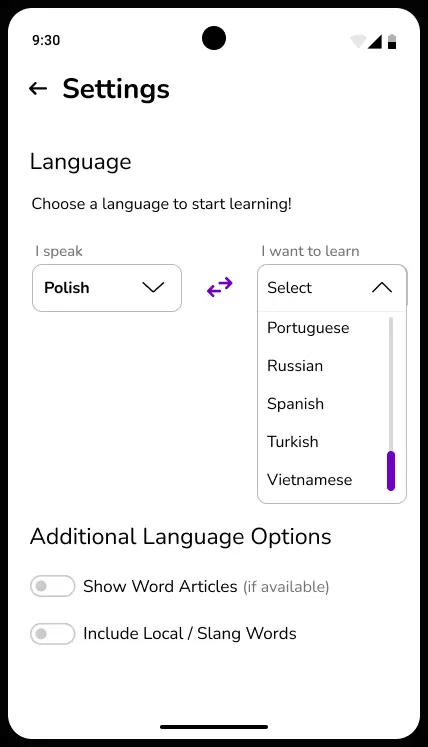 9:30
Settings
Language
Choose a language to start learning!
I speak
I want to learn
Polish
Select
Portuguese
Russian
Spanish
Turkish
Vietnamese
Additional Language Options
Show Word Articles (if available)
Include Local / Slang Words